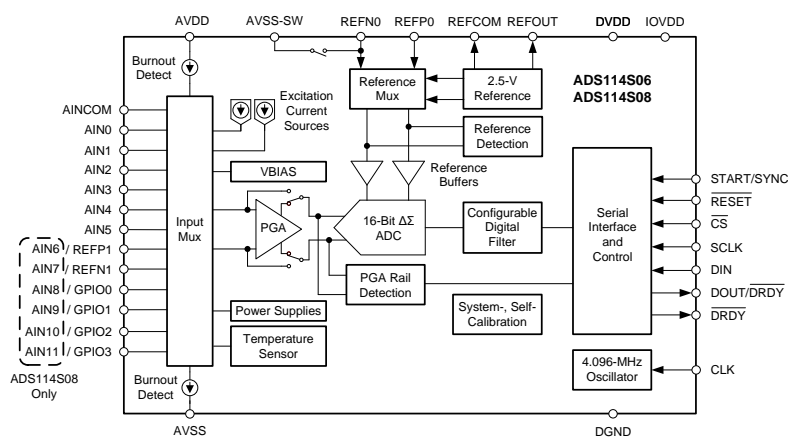 AVDD
AVSS-SW
REFN0
REFP0
REFCOM
REFOUT
DVDD
IOVDD
Burnout
Detect
Reference
Mux
2.5-V
Reference
ADS114S06
ADS114S08
Excitation
Current
Sources
Reference
Detection
AINCOM
AIN0
AIN1
AIN2
AIN3
AIN4
AIN5
AIN6 / REFP1
AIN7 / REFN1
AIN8 / GPIO0
AIN9 / GPIO1
AIN10 / GPIO2
AIN11 / GPIO3
ADS114S08
Only
Input
Mux
VBIAS
Reference
Buffers
PGA
16-Bit ΔΣ
ADC
Configurable
Digital
Filter
Serial
Interface
and
Control
START/SYNC
RESET
CS
SCLK
DIN
DOUT/DRDY
DRDY
PGA Rail
Detection
Power Supplies
System-, Self-
Calibration
Temperature
Sensor
4.096-MHz
Oscillator
CLK
Burnout
Detect
AVSS
DGND